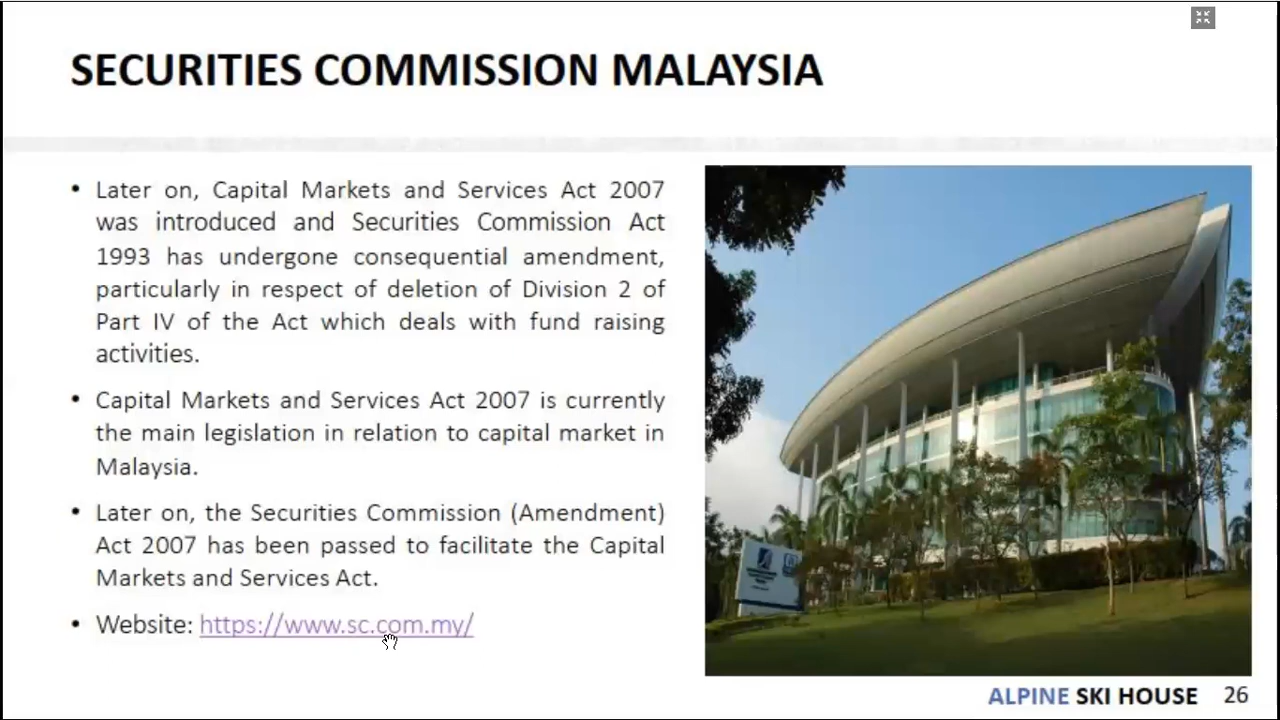 SECURITIES COMMISSION MALAYSIA
• Later on, Capital Markets and Services Act 2007
was introduced and Securities Commission Act
1993 has undergone consequential amendment,
particularly in respect of deletion of Division 2 of
Part IV of the Act which deals with fund raising
activities.
• Capital Markets and Services Act 2007 is currently
the main legislation in relation to capital market in
Malaysia.
• Later on, the Securities Commission (Amendment)
Act 2007 has been passed to facilitate the Capital
Markets and Services Act.
• Website: https://www.sc.com.my/
ALPINE SKI HOUSE 26